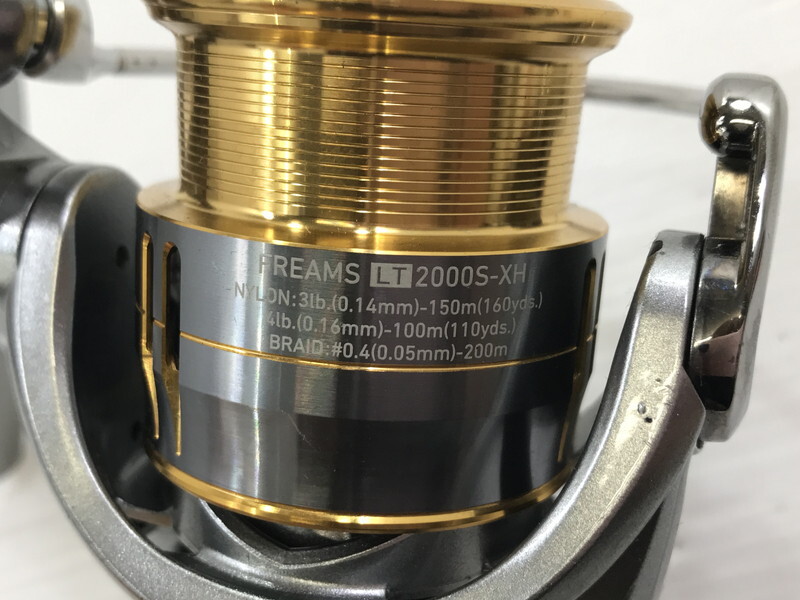 FREAMS LT 2000S-XH
-NYLON:3lb.(0.14mm)-150m(160yds.)
4lb.(0.16mm)-100m(110yds.)
BRAID:#0.4(0.05mm)-200m